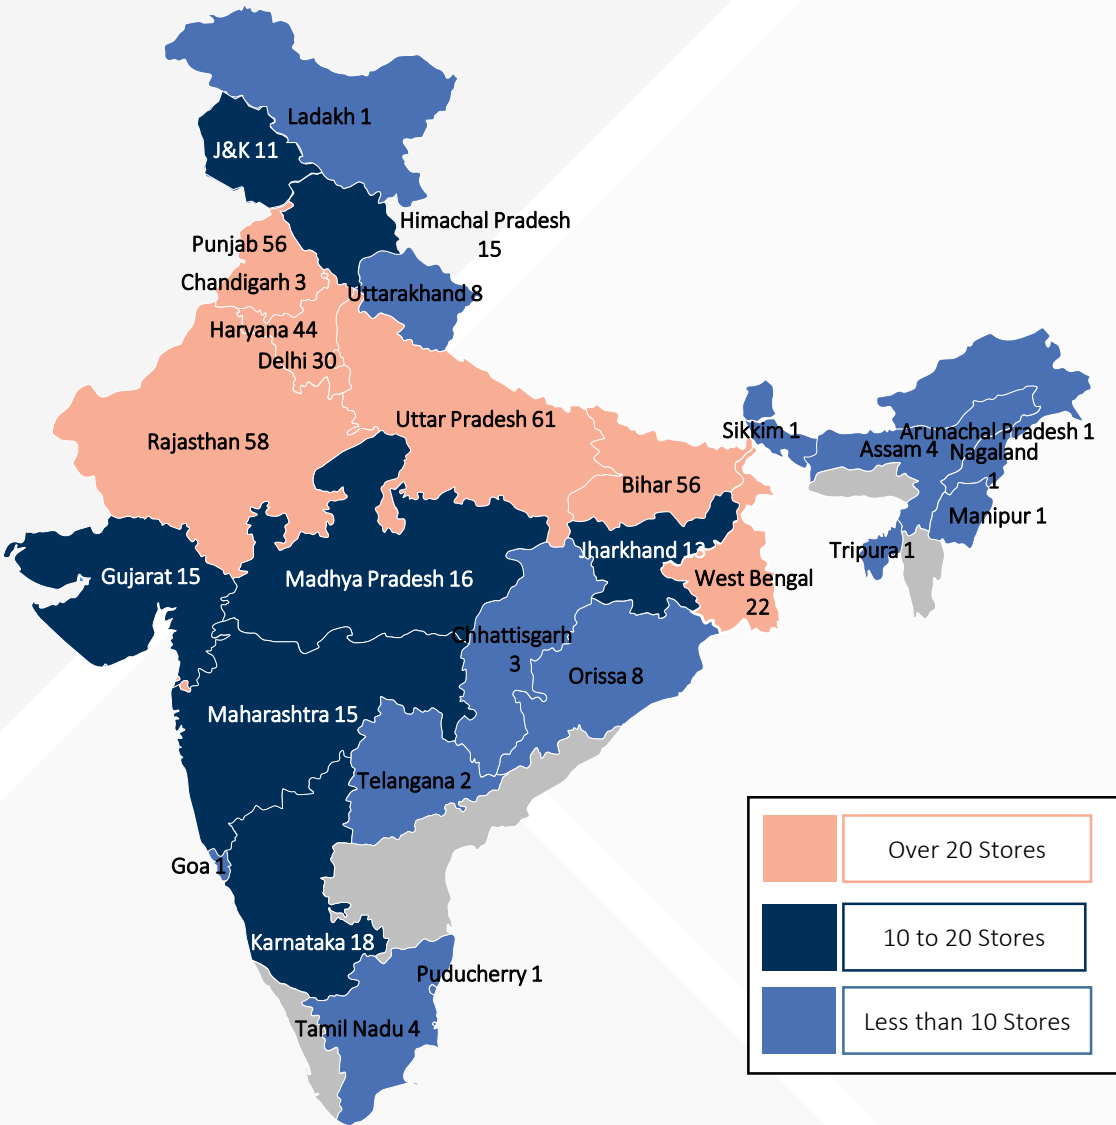 Ladakh 1
J&K 11
Himachal Pradesh
15
Punjab 56
Chandigarh 3
Uttarakhand 8
Haryana 44
Delhi 30
Uttar Pradesh 61
Rajasthan 58
Sikkim 1
Arunachal Pradesh 1
Assam 4
Nagaland
1
Bihar 56
Manipur 1
Jharkhand 13
Tripura 1
Gujarat 15
Madhya Pradesh 16
West Bengal
22
Chhattisgarh
3
Orissa 8
Maharashtra 15
Telangana 2
Goa 1
Karnataka 18
Puducherry 1
Tamil Nadu 4
Over 20 Stores
10 to 20 Stores
Less than 10 Stores